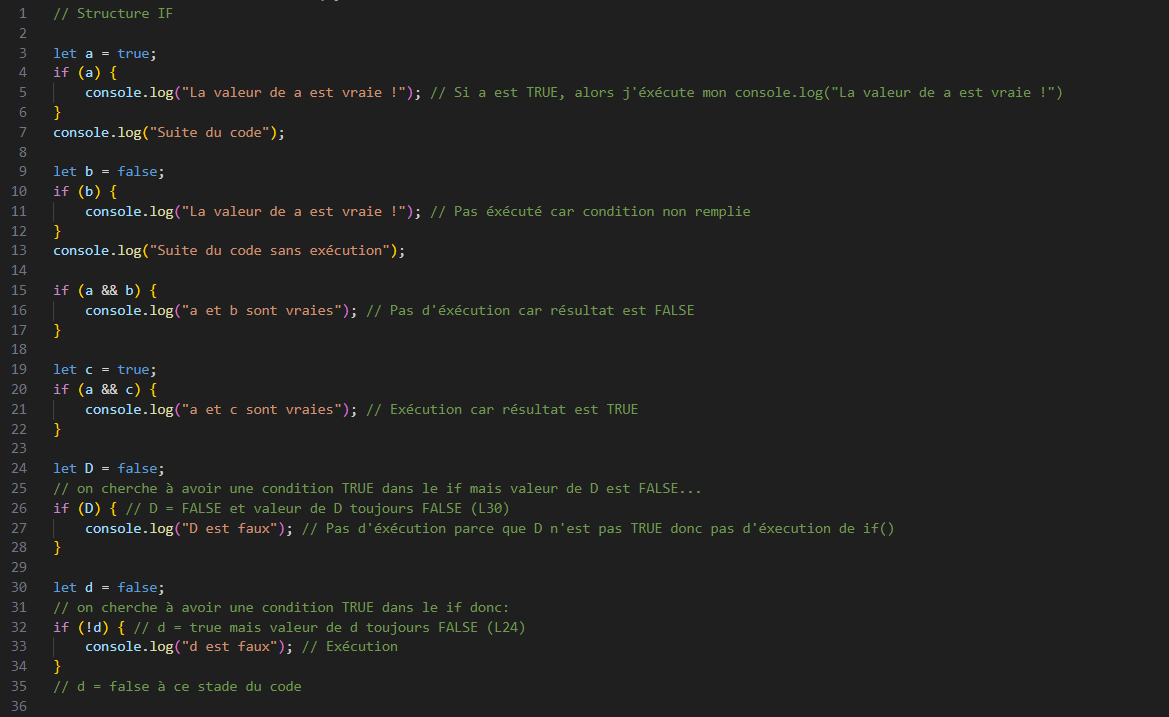 1 // Structure IF
2
3 let a = true;
4 if (a) {
5 console.log("La valeur de a est vraie !"); // Si a est TRUE, alors j'éxécute mon console.log("La valeur de a est vraie !")
6 }
7 console.log("Suite du code");
8
9 let b = false;
10 if (b) {
11 console.log("La valeur de a est vraie !"); // Pas éxécuté car condition non remplie
12 }
13 console.log("Suite du code sans exécution");
14
15 if (a && b) {
16 console.log("a et b sont vraies"); // Pas d'éxécution car résultat est FALSE
17 }
18
19 let c = true;
20 if (a && c) {
21 console.log("a et c sont vraies"); // Exécution car résultat est TRUE
22 }
23
24 let D = false;
25 // on cherche à avoir une condition TRUE dans le if mais valeur de D est FALSE...
26 if (D) { // D = FALSE et valeur de D toujours FALSE (L30)
27 console.log("D est faux"); // Pas d'éxécution parce que D n'est pas TRUE donc pas d'éxecution de if()
28 }
29
30 let d = false;
31 // on cherche à avoir une condition TRUE dans le if donc:
32 if (!d) { // d = true mais valeur de d toujours FALSE (L24)
33 console.log("d est faux"); // Exécution
34 }
35 // d = false à ce stade du code
36